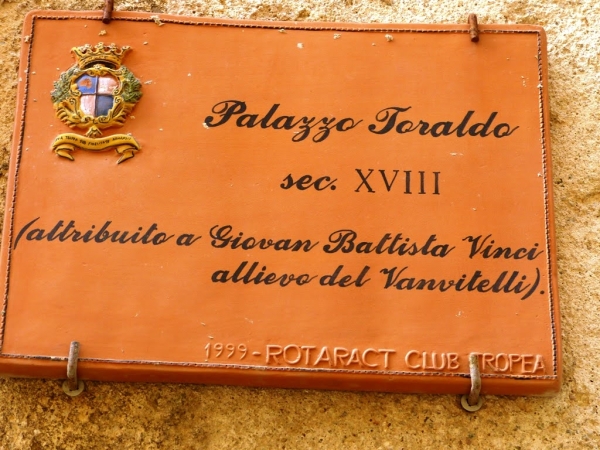 Palazzo Toraldo
sec. XVIII
(attribuito a Giovan Battista Vinci
allievo del Vanvitelli).
1999 - ROTARACT CLUB TROPEA